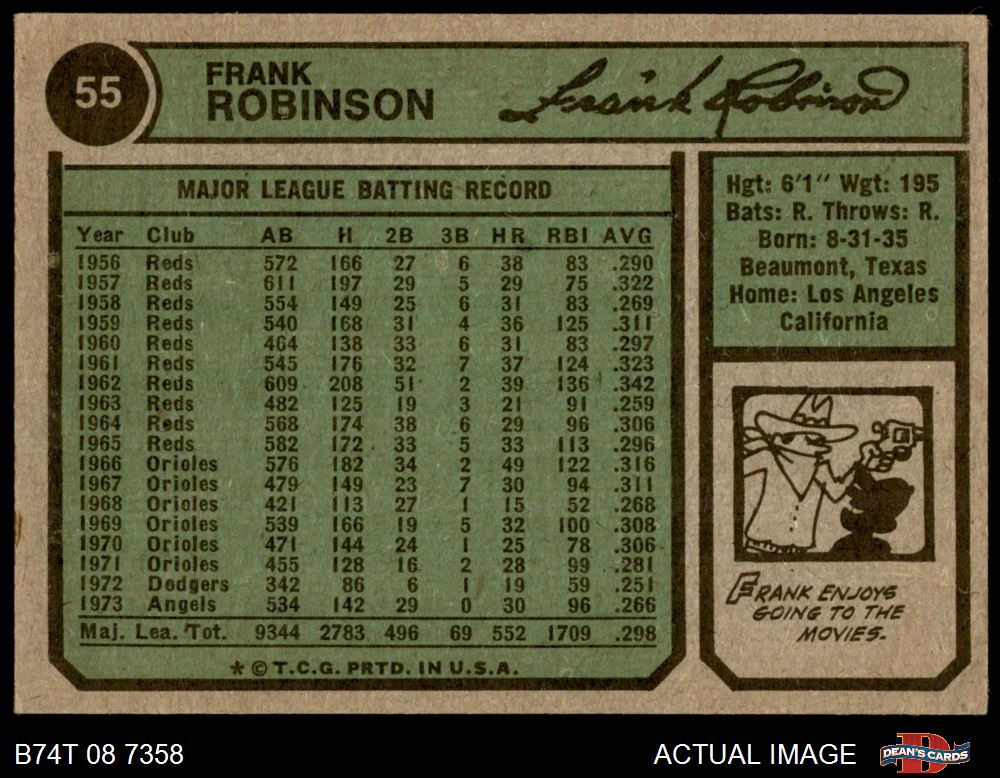 55
FRANK
ROBINSON
Frank Robinson
MAJOR LEAGUE BATTING RECORD
Year Club AB H 2B 3B HR RBI AVG
1956 Reds 572 166 27 6 38 83 .290
1957 Reds 611 197 29 5 29 75 .322
1958 Reds 554 149 25 6 31 83 .269
1959 Reds 540 168 31 4 36 125 .311
1960 Reds 464 138 33 6 31 83 .297
1961 Reds 545 176 32 7 37 124 .323
1962 Reds 609 208 51 2 39 136 .342
1963 Reds 482 125 19 3 21 91 .259
1964 Reds 568 174 38 6 29 96 .306
1965 Reds 582 172 33 5 33 113 .296
1966 Orioles 576 182 34 2 49 122 .316
1967 Orioles 479 149 23 7 30 94 .311
1968 Orioles 421 113 27 1 15 52 .268
1969 Orioles 539 166 19 5 32 100 .308
1970 Orioles 471 144 24 1 25 78 .306
1971 Orioles 455 128 16 2 28 99 .281
1972 Dodgers 342 86 6 1 19 59 .251
1973 Angels 534 142 29 0 30 96 .266
Maj. Lea. Tot. 9344 2783 496 69 552 1709 .298
* © T.C.G. PRTD. IN U.S.A.
Hgt: 6'1" Wgt: 195
Bats: R. Throws: R.
Born: 8-31-35
Beaumont, Texas
Home: Los Angeles
California
FRANK ENJOYS
GOING TO THE
MOVIES.
B74T 08 7358
ACTUAL IMAGE
DEAN'S CARDS